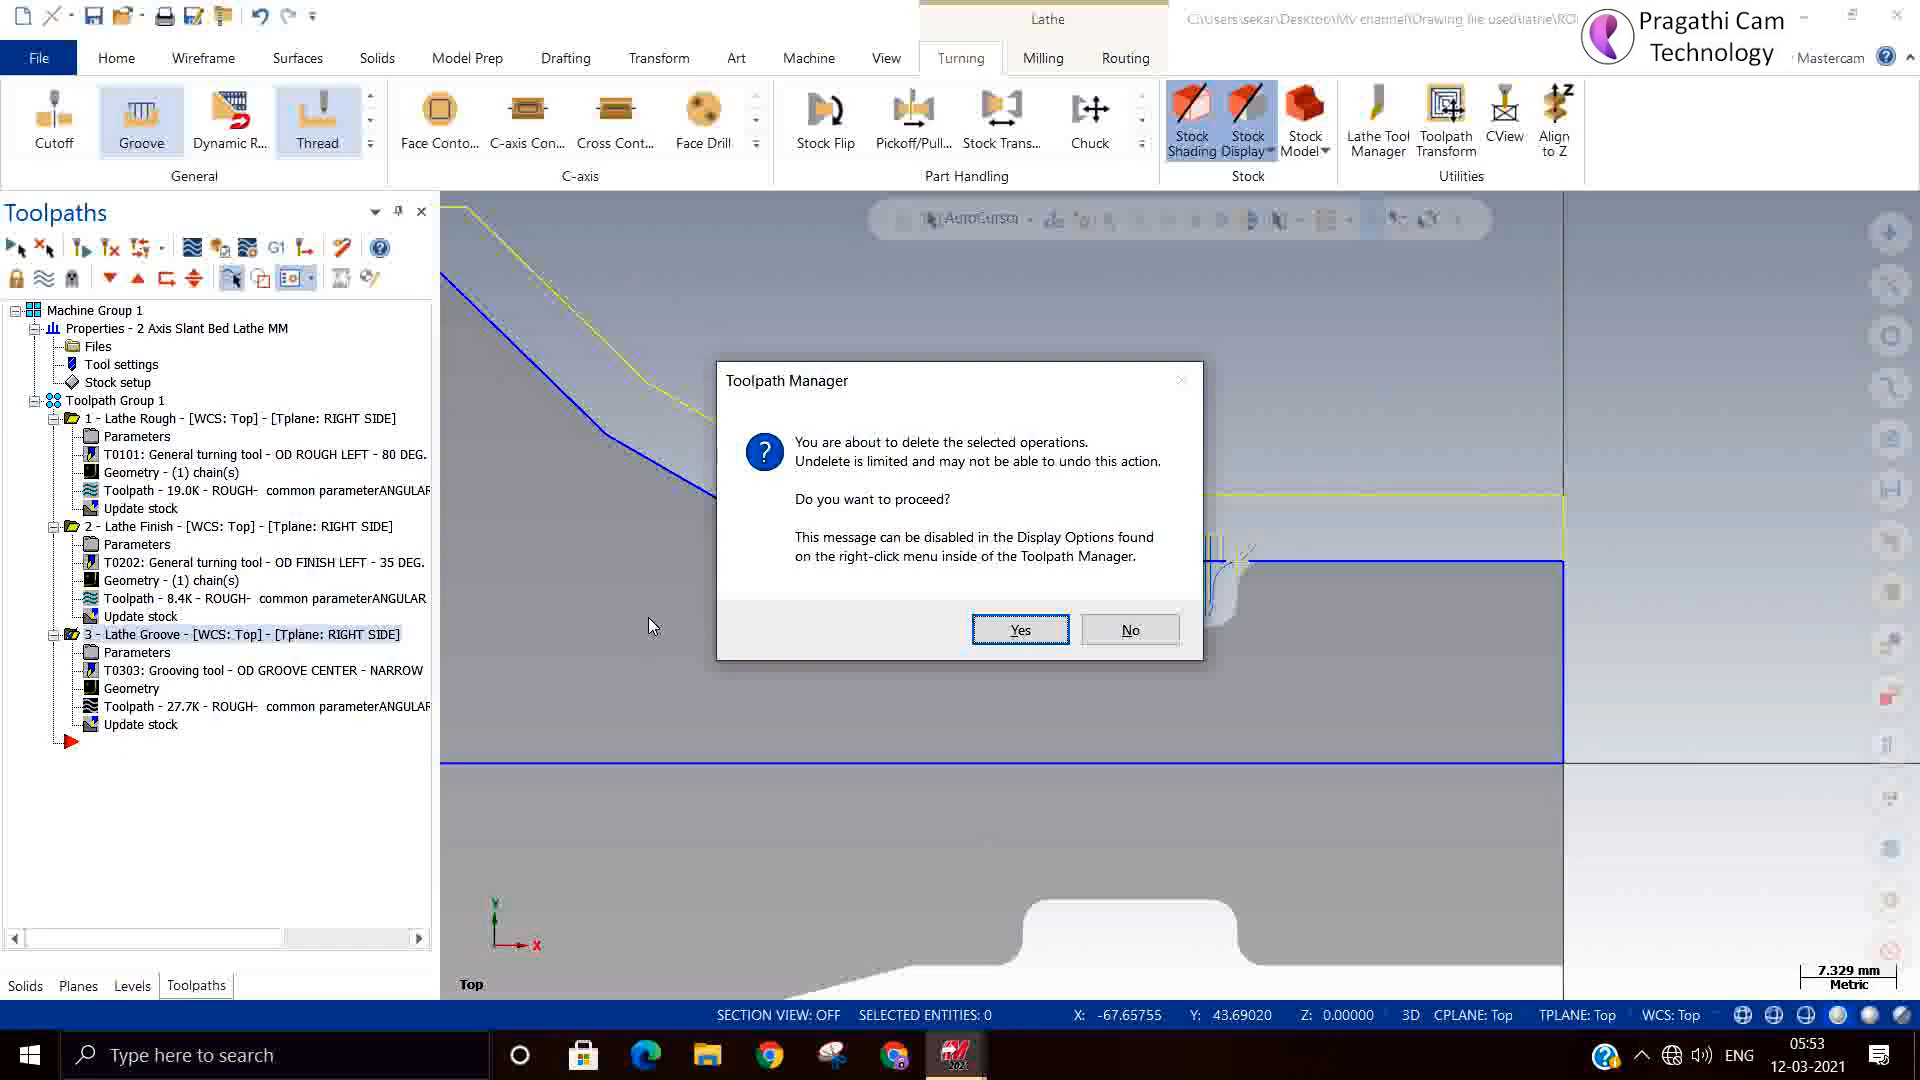 Lathe
Pragathi Cam
Technology
File
Home
Wireframe
Surfaces
Solids
Model Prep
Drafting
Transform
Art
Machine
View
Turning
Milling
Routing
Mastercam
Cutoff
Groove
Dynamic R...
Thread
Face Conto...
C-axis Con...
Cross Cont...
Face Drill
Stock Flip
Pickoff/Pull...
Stock Trans...
Chuck
Stock Shading
Stock Display
Stock Model
Lathe Tool Manager
Toolpath Transform
CView
Align to Z
General
C-axis
Part Handling
Stock
Utilities
Toolpaths
AutoCursor
G1
Machine Group 1
Properties - 2 Axis Slant Bed Lathe MM
Files
Tool settings
Stock setup
Toolpath Group 1
1 - Lathe Rough - [WCS: Top] - [Tplane: RIGHT SIDE]
Parameters
T0101: General turning tool - OD ROUGH LEFT - 80 DEG.
Geometry - (1) chain(s)
Toolpath - 19.0K - ROUGH- common parameterANGULAR
Update stock
2 - Lathe Finish - [WCS: Top] - [Tplane: RIGHT SIDE]
Parameters
T0202: General turning tool - OD FINISH LEFT - 35 DEG.
Geometry - (1) chain(s)
Toolpath - 8.4K - ROUGH- common parameterANGULAR
Update stock
3 - Lathe Groove - [WCS: Top] - [Tplane: RIGHT SIDE]
Parameters
T0303: Grooving tool - OD GROOVE CENTER - NARROW
Geometry
Toolpath - 27.7K - ROUGH- common parameterANGULAR
Update stock
Toolpath Manager
You are about to delete the selected operations.
Undelete is limited and may not be able to undo this action.
Do you want to proceed?
This message can be disabled in the Display Options found
on the right-click menu inside of the Toolpath Manager.
Yes
No
Y
X
Top
7.329 mm
Metric
Solids
Planes
Levels
Toolpaths
SECTION VIEW: OFF
SELECTED ENTITIES: 0
X: -67.65755
Y: 43.69020
Z: 0.00000
3D
CPLANE: Top
TPLANE: Top
WCS: Top
Type here to search
2021
ENG
05:53
12-03-2021